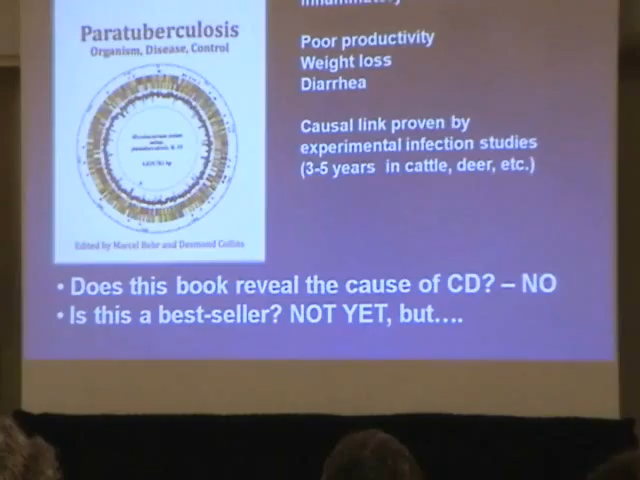 Paratuberculosis
Organism, Disease, Control
Edited by Marcel Behr and Desmond Collins
Inflammatory
Poor productivity
Weight loss
Diarrhea
Causal link proven by
experimental infection studies
(3-5 years in cattle, deer, etc.)
• Does this book reveal the cause of CD? – NO
• Is this a best-seller? NOT YET, but….